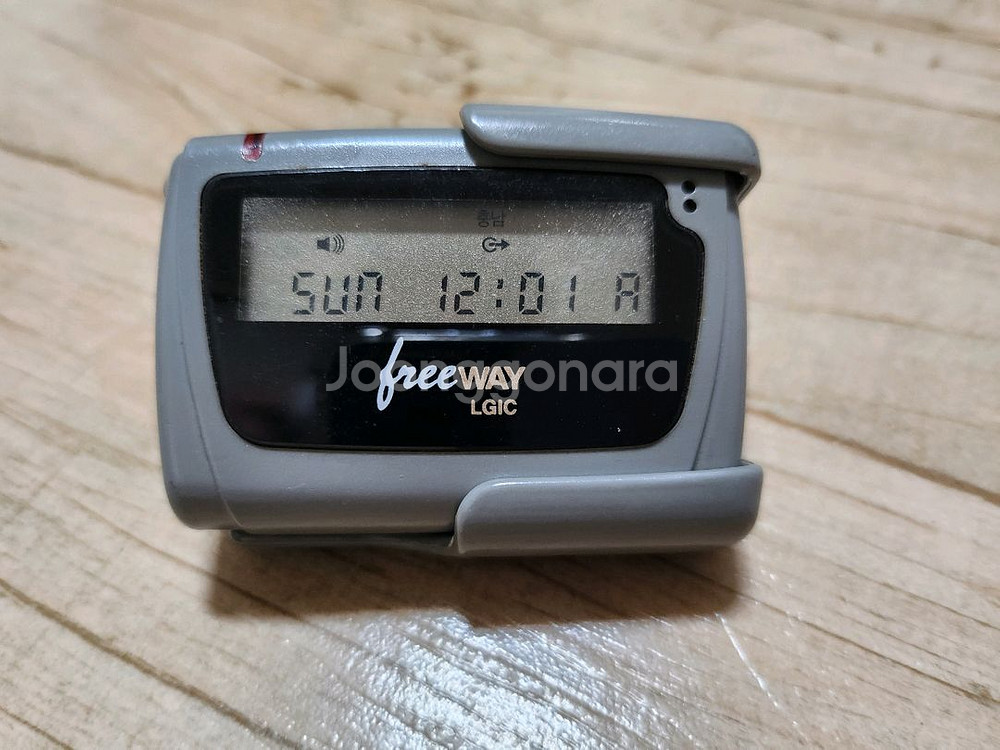 SUN 12:01 A
freeWAY
LGIC
Joonggonara